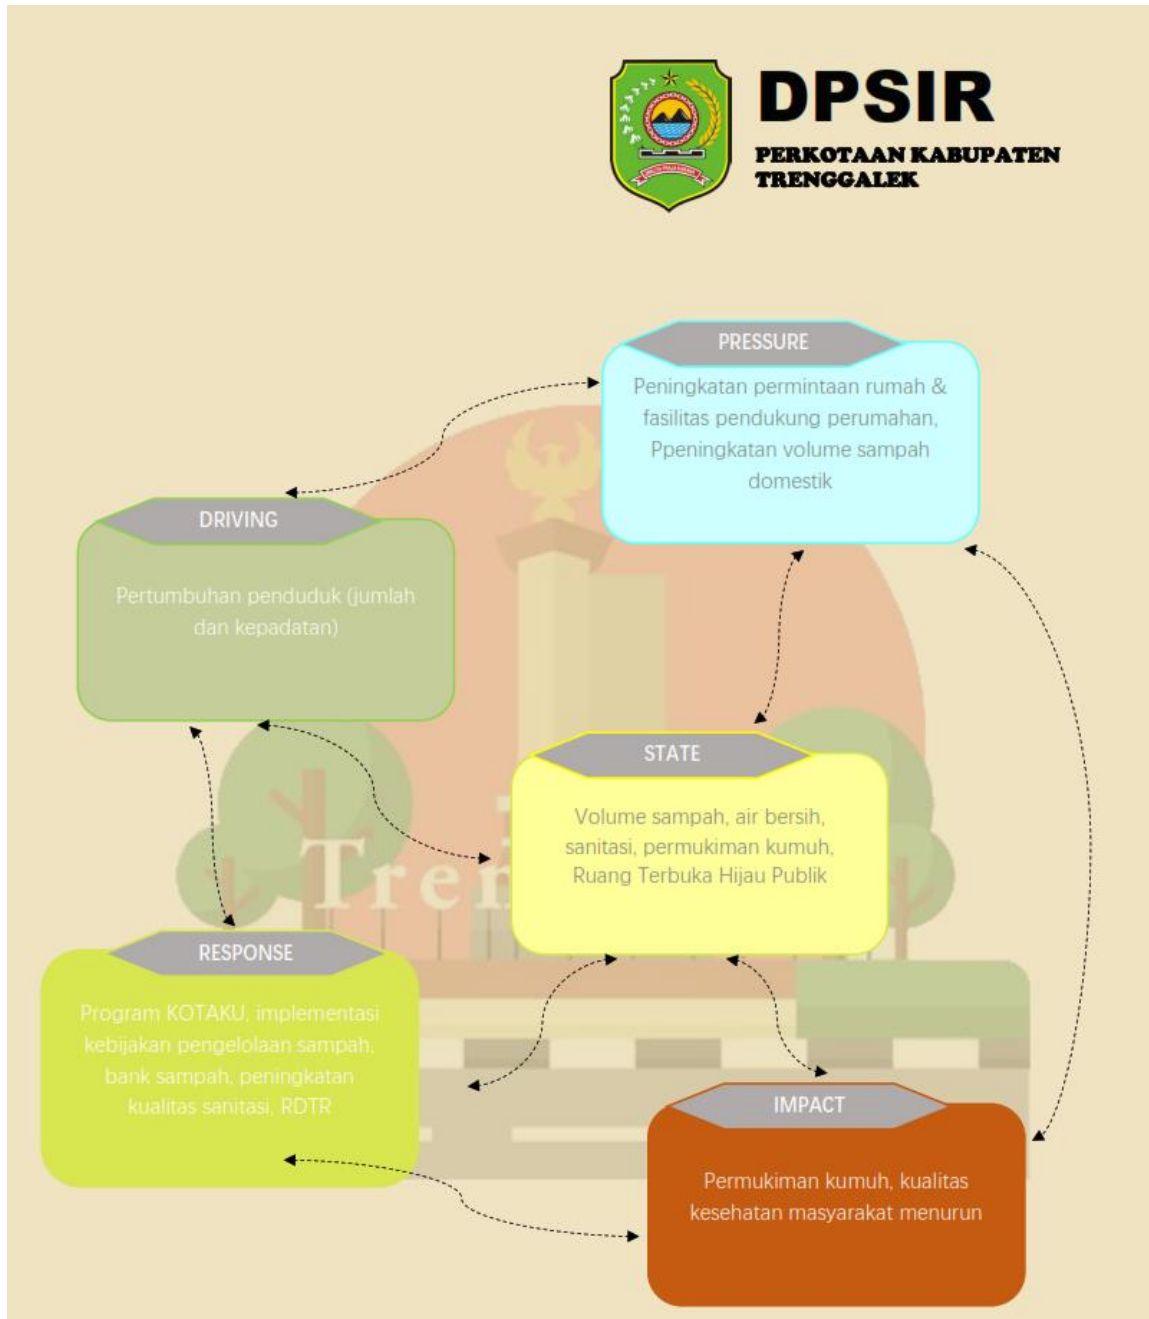 DPSIR
PERKOTAAN KABUPATEN
TRENGGALEK
PRESSURE
Peningkatan permintaan rumah &
fasilitas pendukung perumahan,
Ppeningkatan volume sampah
domestik
DRIVING
Pertumbuhan penduduk (jumlah
dan kepadatan)
STATE
Volume sampah, air bersih,
sanitasi, permukiman kumuh,
Ruang Terbuka Hijau Publik
Tren
RESPONSE
Program KOTAKU, implementasi
kebijakan pengelolaan sampah,
bank sampah, peningkatan
kualitas sanitasi, RDTR
IMPACT
Permukiman kumuh, kualitas
kesehatan masyarakat menurun